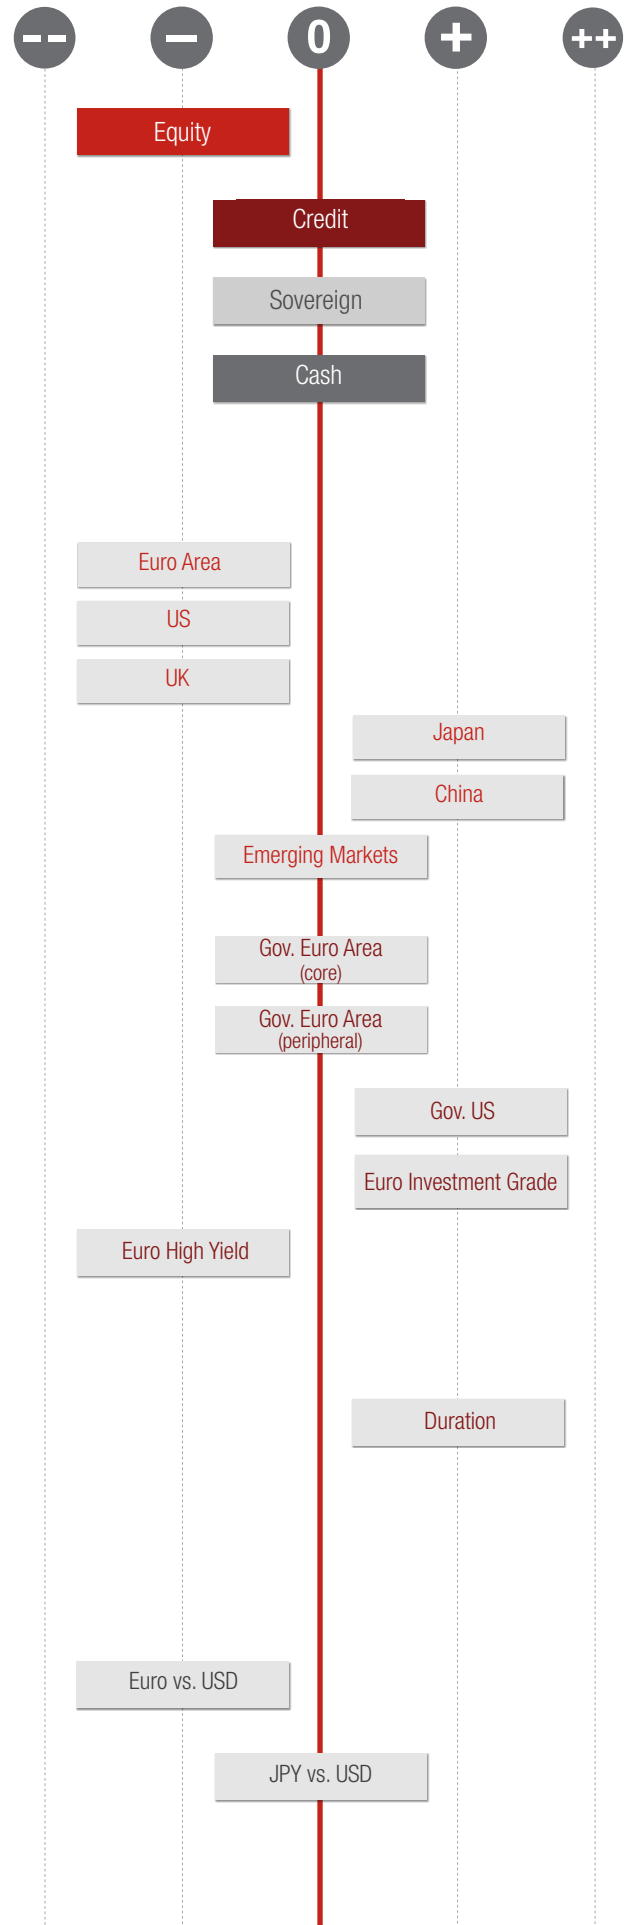 -- - 0 + ++
Equity
Credit
Sovereign
Cash
Euro Area
US
UK
Japan
China
Emerging Markets
Gov. Euro Area
(core)
Gov. Euro Area
(peripheral)
Gov. US
Euro Investment Grade
Euro High Yield
Duration
Euro vs. USD
JPY vs. USD